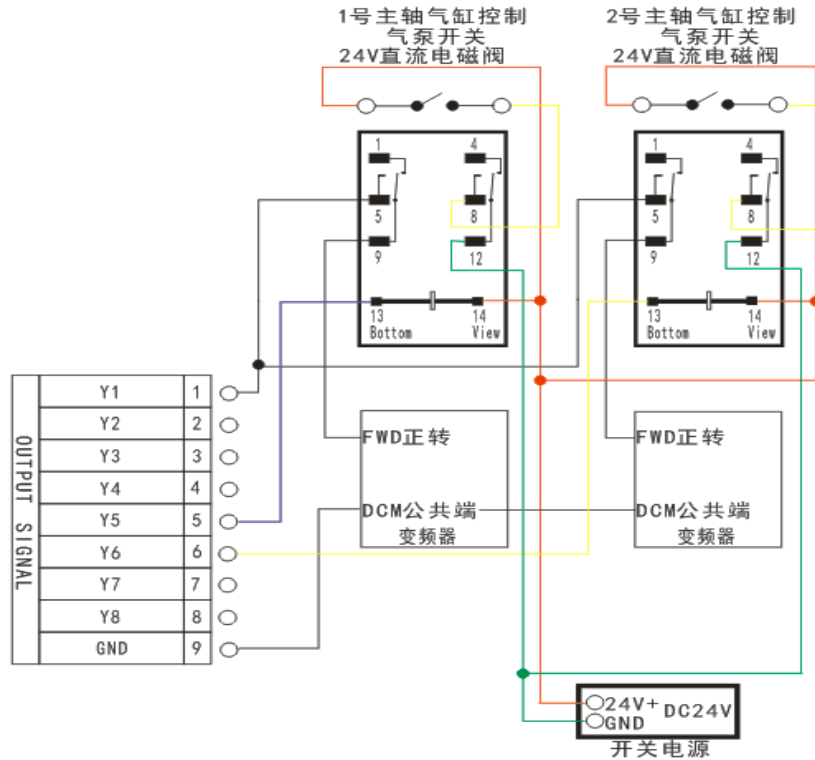 1号主轴气缸控制
气泵开关
24V直流电磁阀
2号主轴气缸控制
气泵开关
24V直流电磁阀
1
4
5
8
9
12
13
14
Bottom
View
1
4
5
8
9
12
13
14
Bottom
View
OUTPUT SIGNAL
Y1 1
Y2 2
Y3 3
Y4 4
Y5 5
Y6 6
Y7 7
Y8 8
GND 9
FWD正转
DCM公共端
变频器
FWD正转
DCM公共端
变频器
24V+ DC24V
GND
开关电源